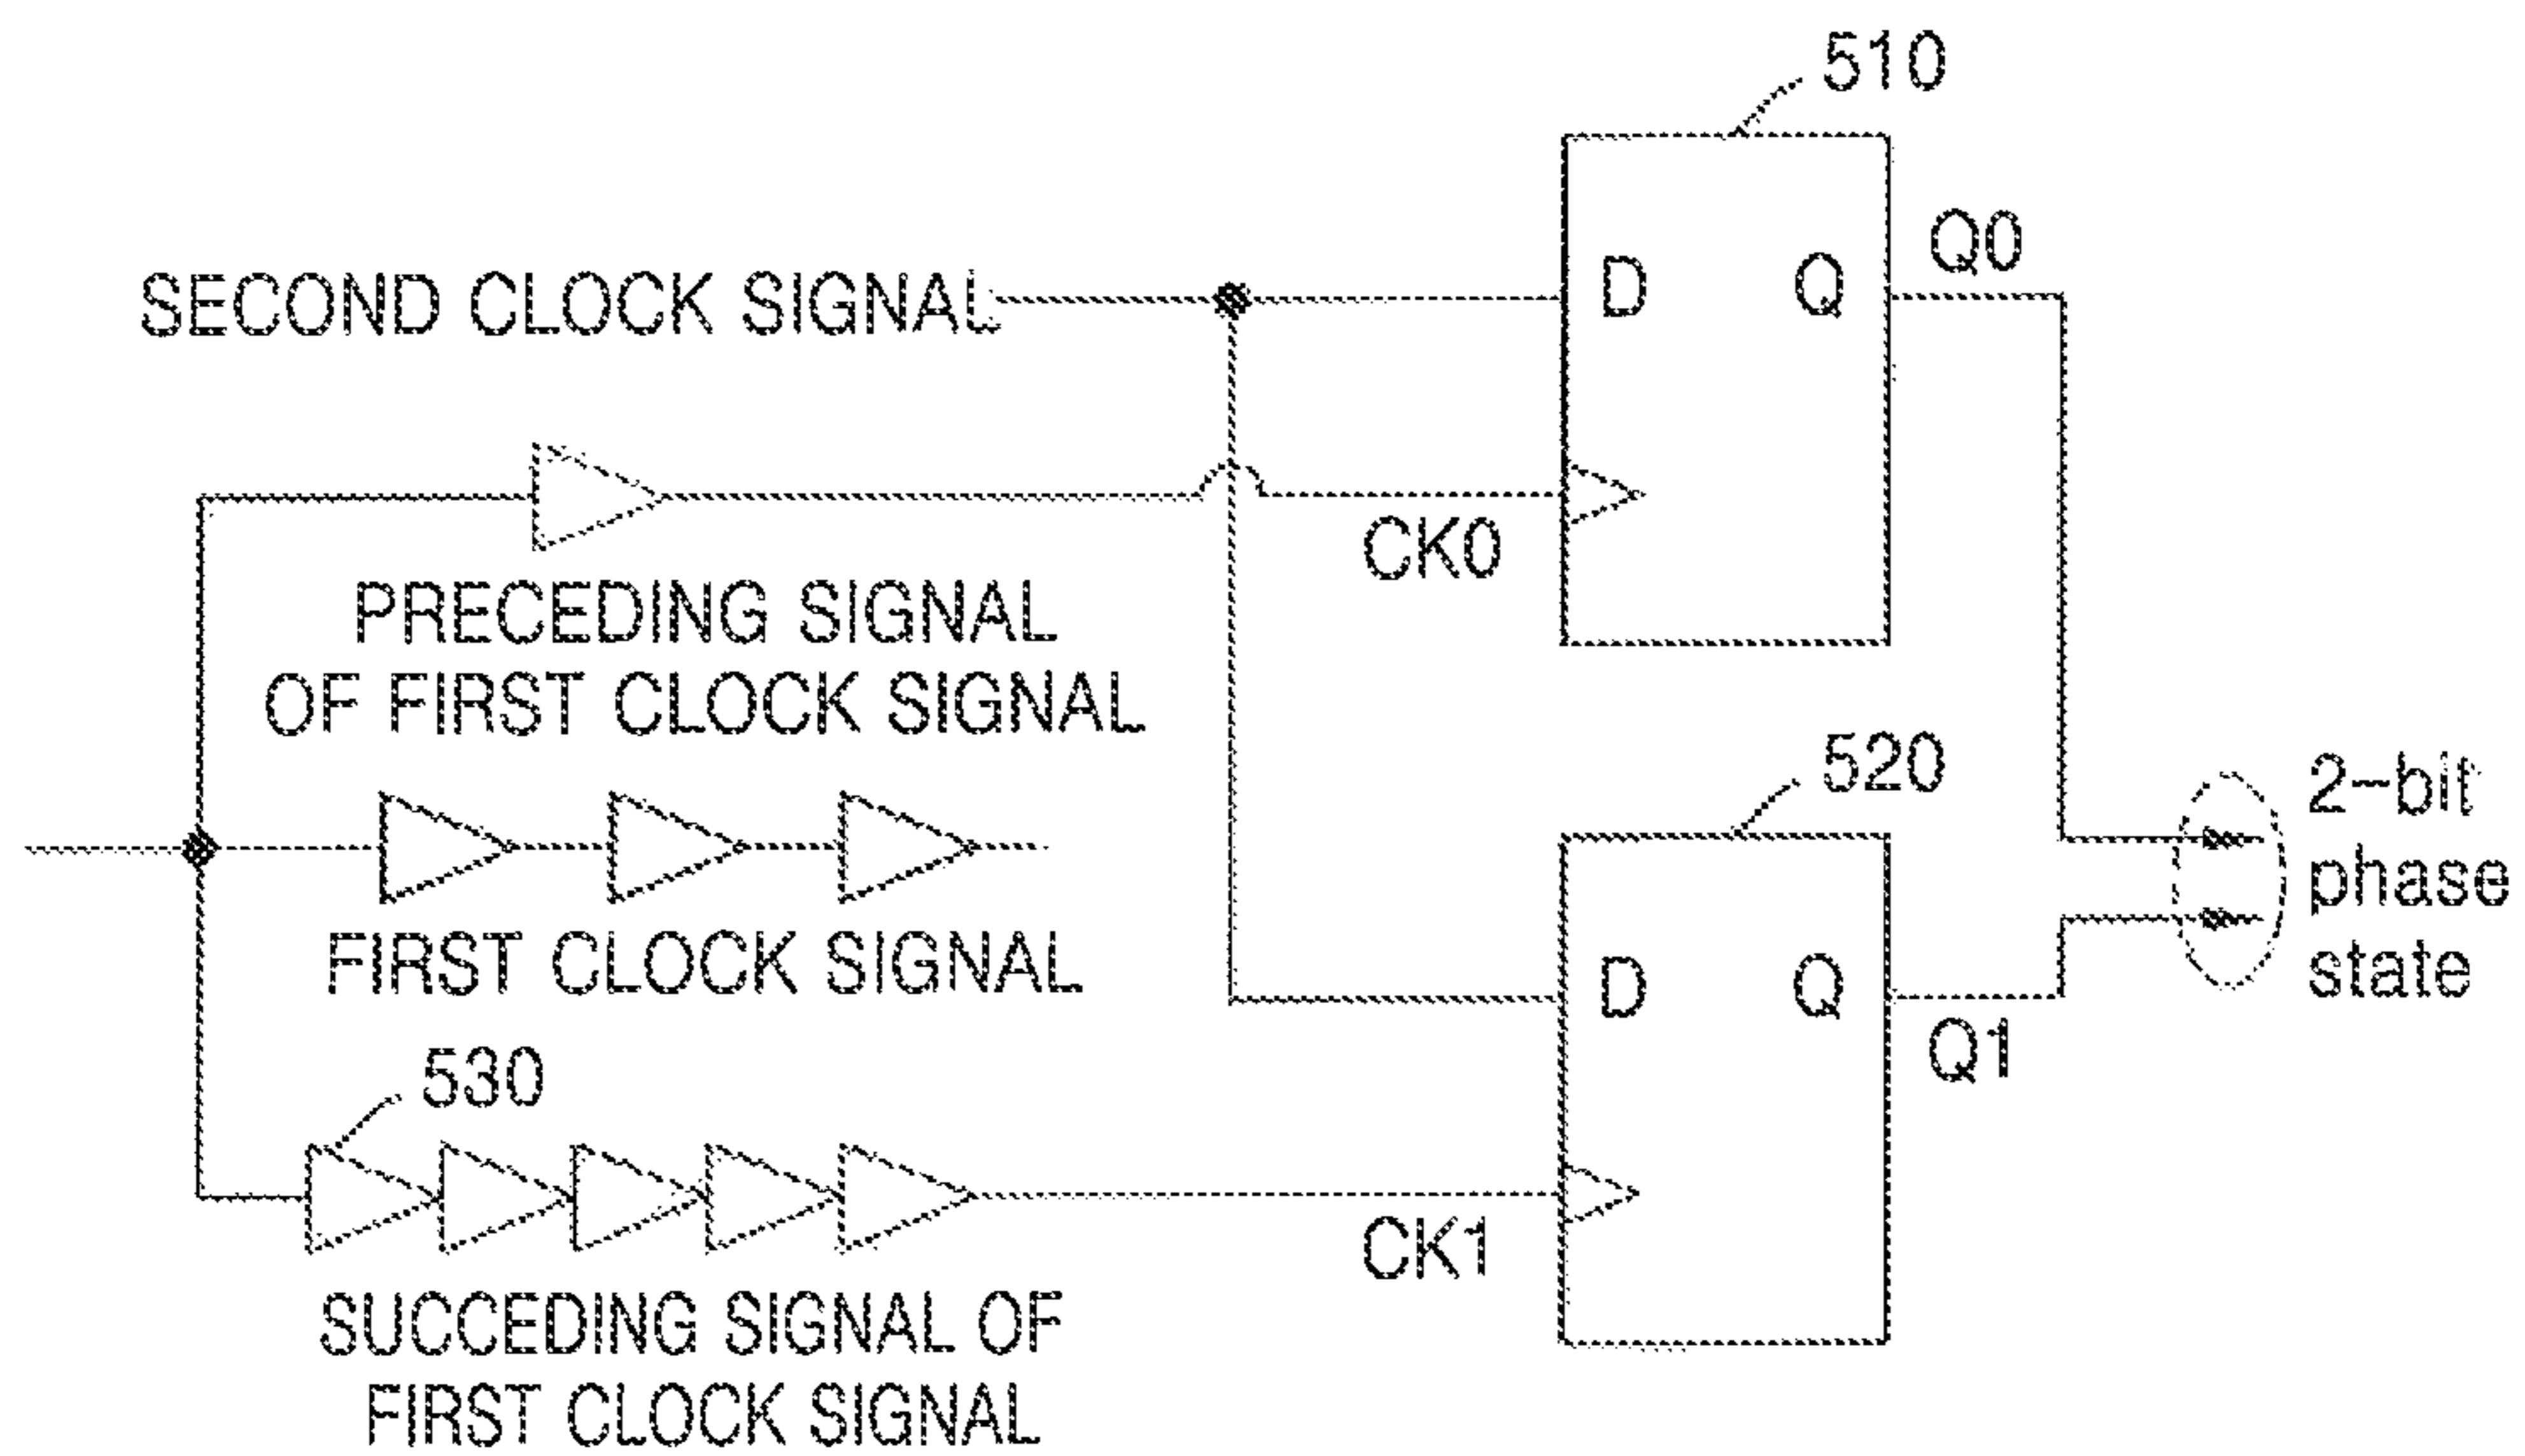 510
Q0
SECOND CLOCK SIGNAL
D
Q
CK0
PRECEDING SIGNAL
OF FIRST CLOCK SIGNAL
520
2-bit
phase
state
FIRST CLOCK SIGNAL
D
Q
Q1
530
CK1
SUCCEDING SIGNAL OF
FIRST CLOCK SIGNAL